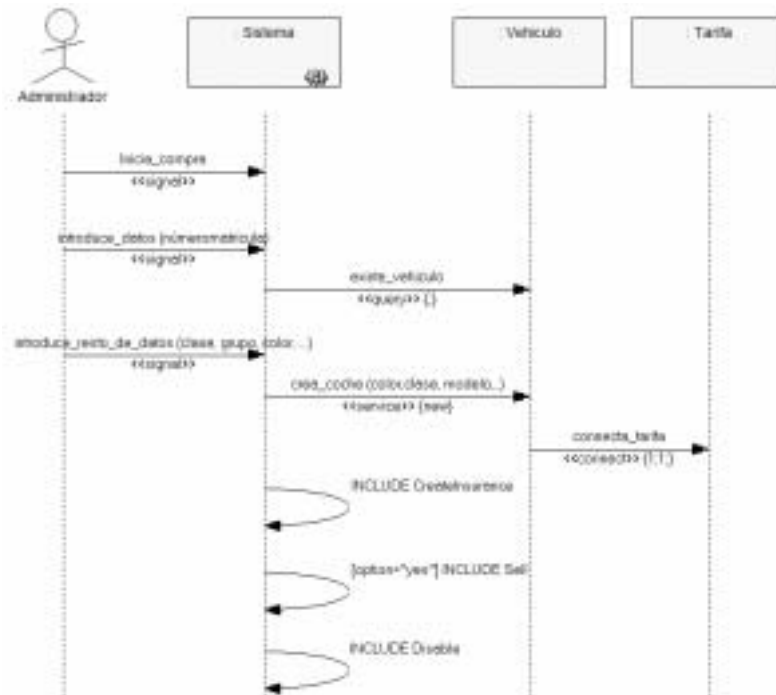 : Sistema
: Vehiculo
: Tarifa
Administrador
Inicia_compra
<<signal>>
introduce_datos (númeromatricula)
<<signal>>
existe_vehiculo
<<query>> {;}
introduce_resto_de_datos (clase, grupo, color, ...)
<<signal>>
crea_coche (color,clase, modelo...)
<<service>> {new}
conecta_tarifa
<<connect>> {1;1;}
INCLUDE CreateInsurance
[option="yes"] INCLUDE Sell
INCLUDE Disable